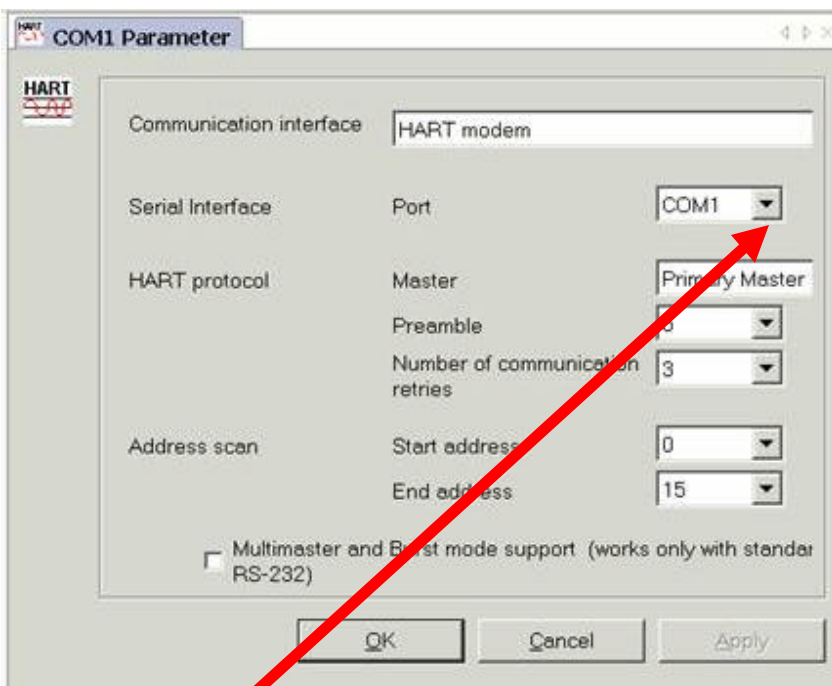 HART
COM1 Parameter
HART
Communication interface
HART modem
Serial Interface
Port
COM1
HART protocol
Master
Primary Master
Preamble
Number of communication
retries
3
Address scan
Start address
0
End address
15
Multimaster and Burst mode support (works only with standar
RS-232)
OK
Cancel
Apply